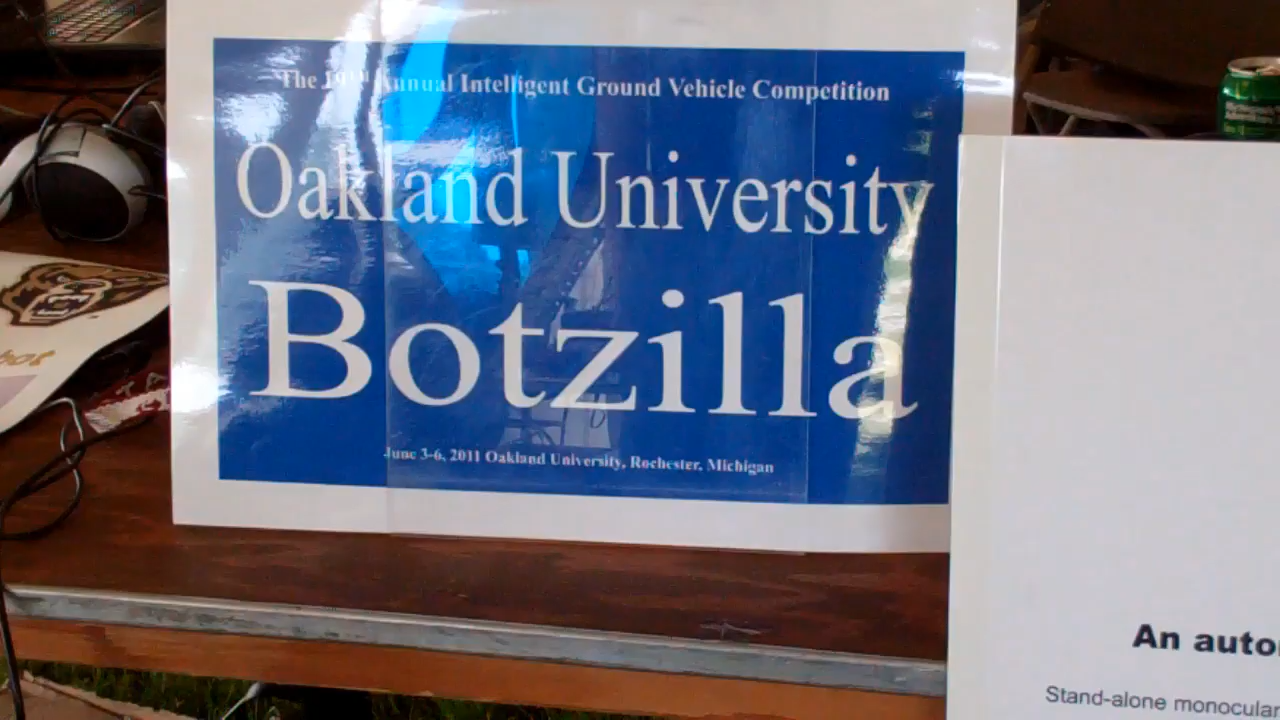 The 19th Annual Intelligent Ground Vehicle Competition
Oakland University
Botzilla
June 3-6, 2011 Oakland University, Rochester, Michigan
An auto
Stand-alone monocular